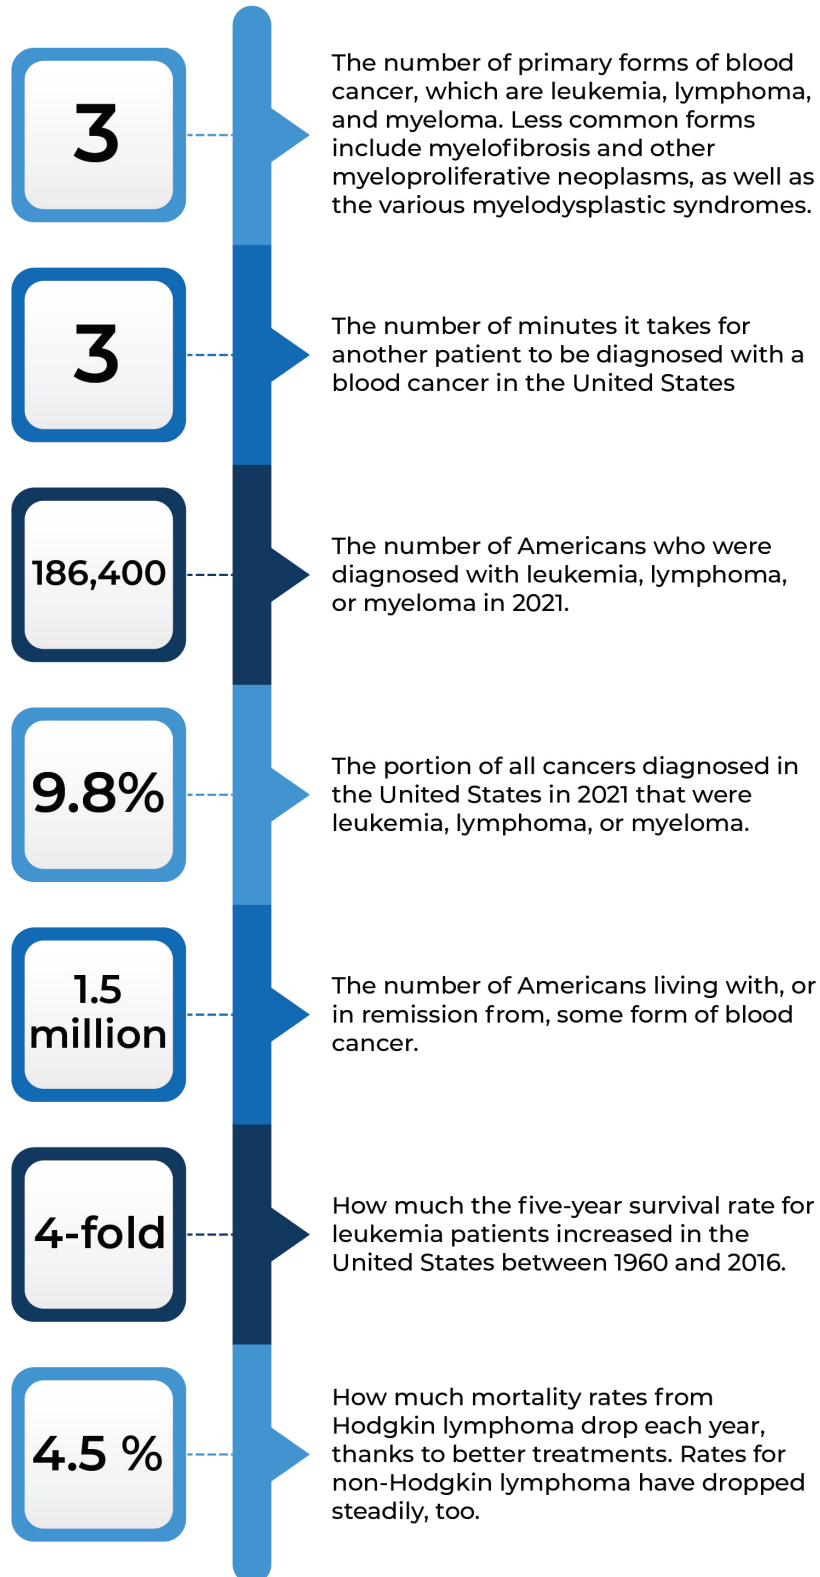 3
The number of primary forms of blood
cancer, which are leukemia, lymphoma,
and myeloma. Less common forms
include myelofibrosis and other
myeloproliferative neoplasms, as well as
the various myelodysplastic syndromes.
3
The number of minutes it takes for
another patient to be diagnosed with a
blood cancer in the United States
186,400
The number of Americans who were
diagnosed with leukemia, lymphoma,
or myeloma in 2021.
9.8%
The portion of all cancers diagnosed in
the United States in 2021 that were
leukemia, lymphoma, or myeloma.
1.5
million
The number of Americans living with, or
in remission from, some form of blood
cancer.
4-fold
How much the five-year survival rate for
leukemia patients increased in the
United States between 1960 and 2016.
4.5 %
How much mortality rates from
Hodgkin lymphoma drop each year,
thanks to better treatments. Rates for
non-Hodgkin lymphoma have dropped
steadily, too.